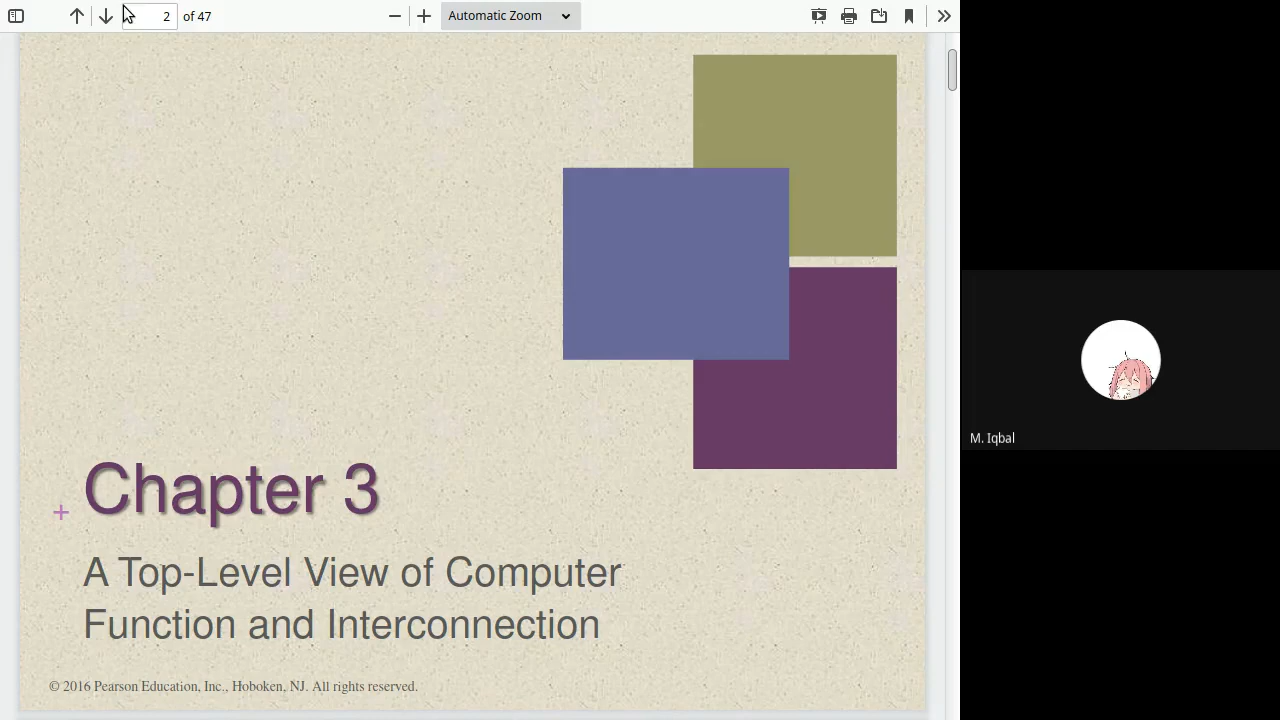 2 of 47 Automatic Zoom
Chapter 3
A Top-Level View of Computer
Function and Interconnection
© 2016 Pearson Education, Inc., Hoboken, NJ. All rights reserved.
M. Iqbal